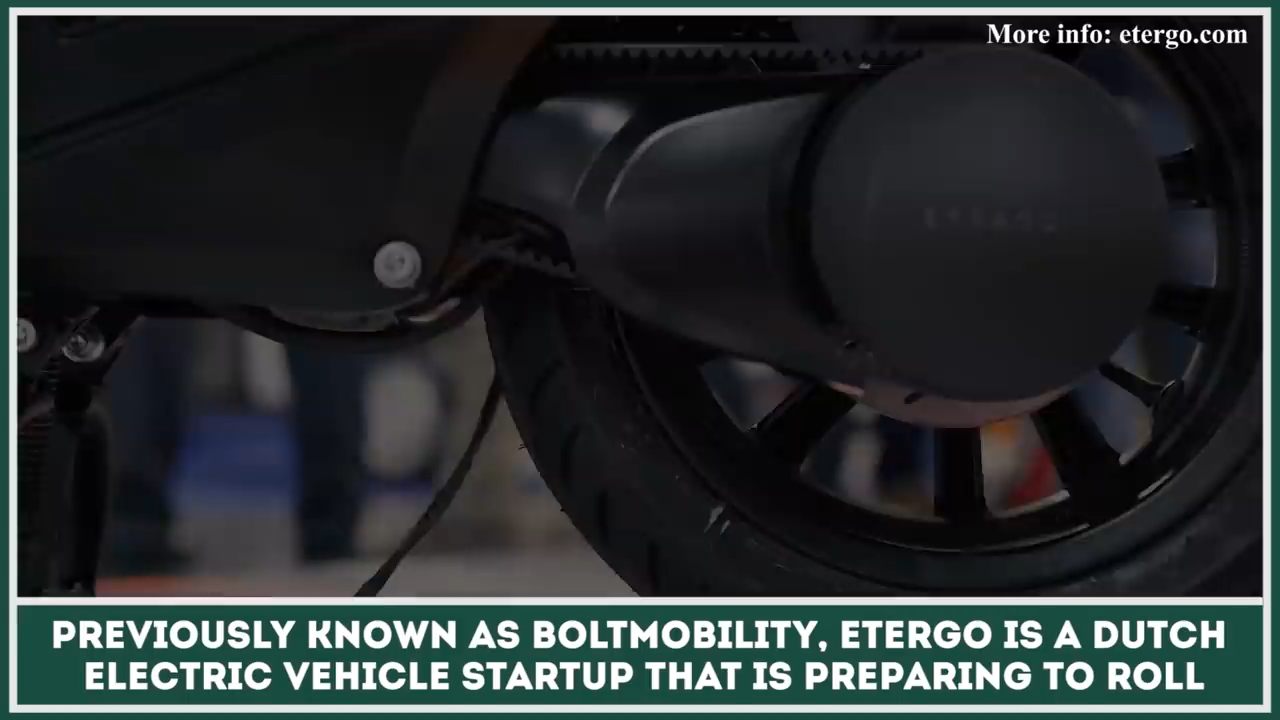 More info: etergo.com
PREVIOUSLY KNOWN AS BOLTMOBILITY, ETERGO IS A DUTCH
ELECTRIC VEHICLE STARTUP THAT IS PREPARING TO ROLL